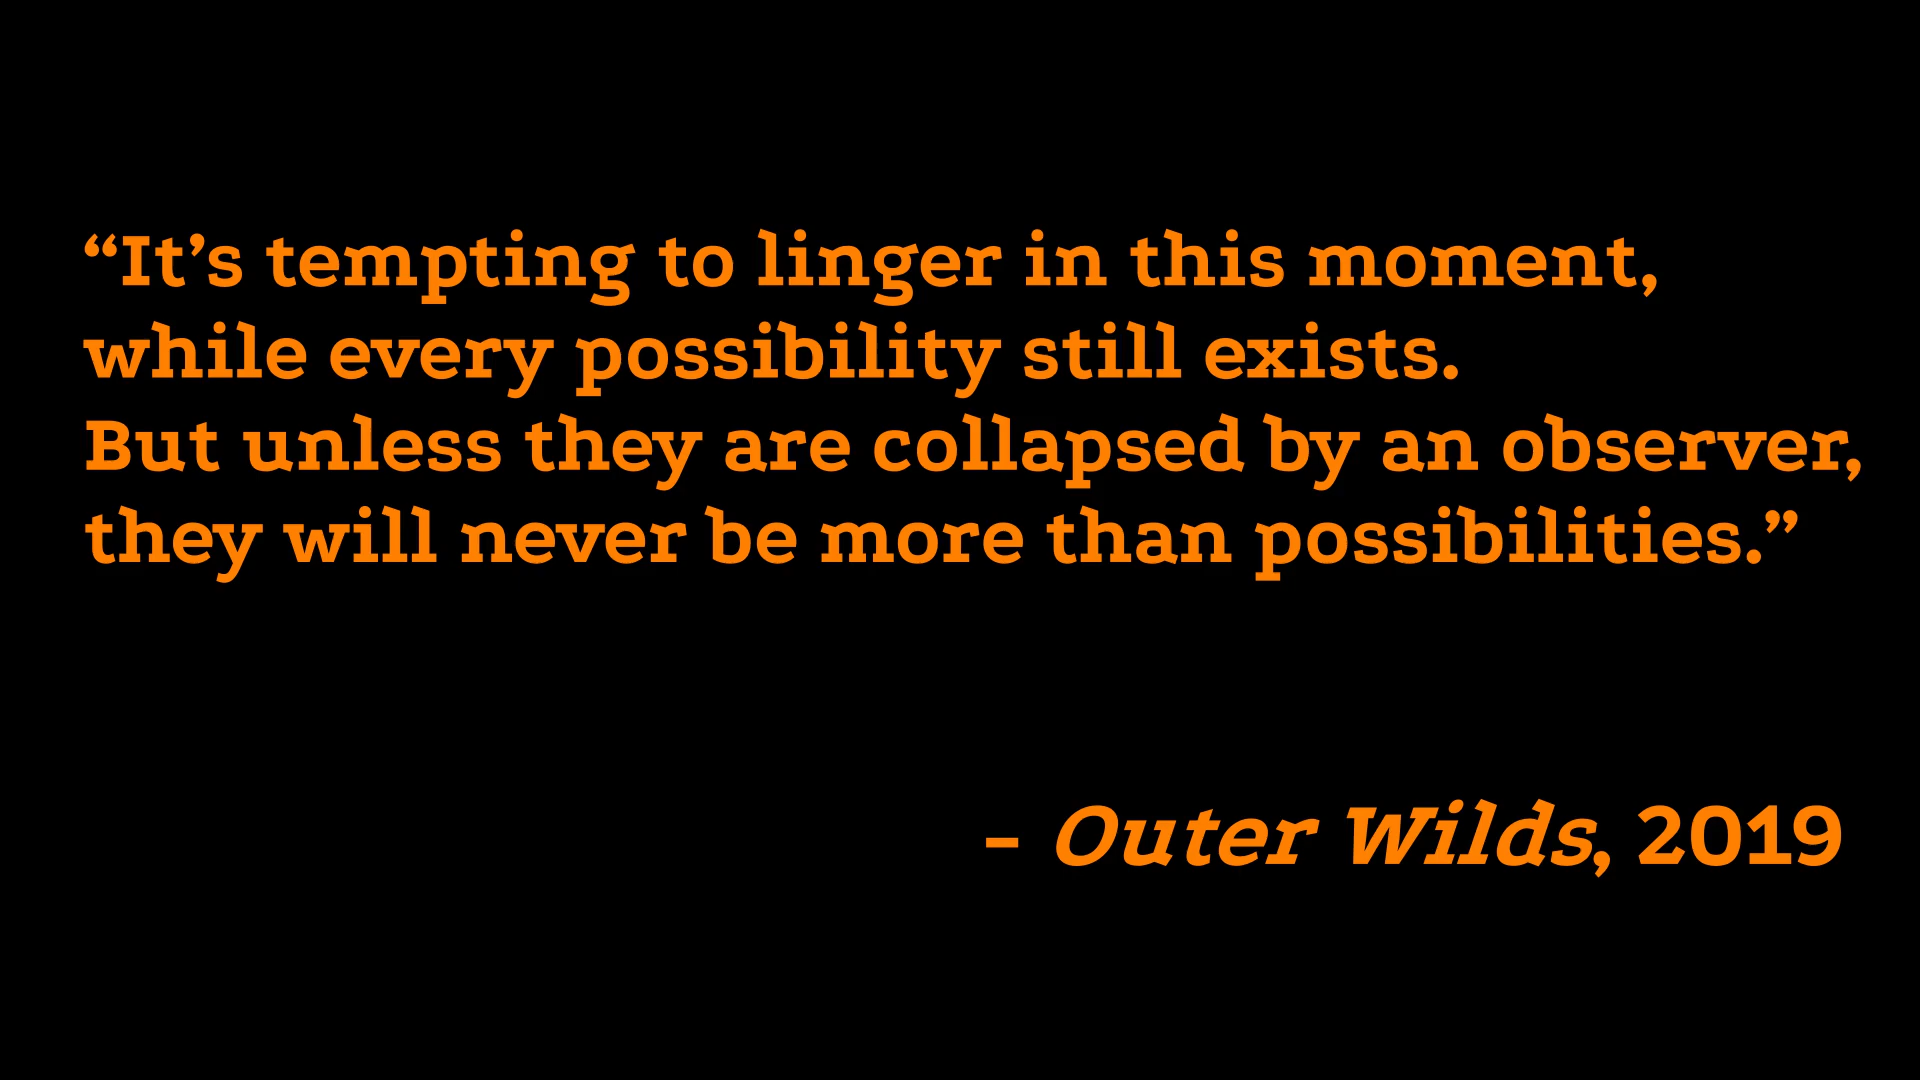 “It’s tempting to linger in this moment,
while every possibility still exists.
But unless they are collapsed by an observer,
they will never be more than possibilities.”
- Outer Wilds, 2019